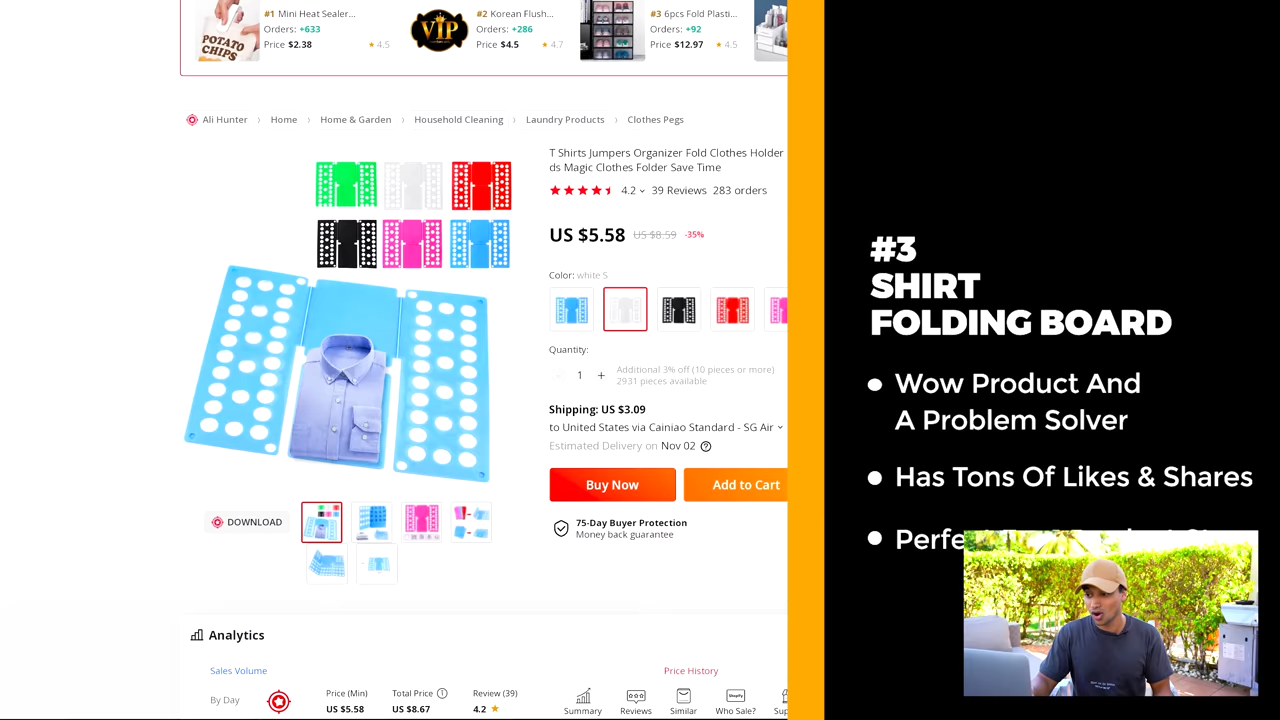 #1 Mini Heat Sealer...
Orders: +633
Price $2.38 ★ 4.5
POTATO
CHIPS
#2 Korean Flush...
Orders: +286
Price $4.5 ★ 4.7
VIP
#3 6pcs Fold Plasti...
Orders: +92
Price $12.97 ★ 4.5
Ali Hunter › Home › Home & Garden › Household Cleaning › Laundry Products › Clothes Pegs
T Shirts Jumpers Organizer Fold Clothes Holder
ds Magic Clothes Folder Save Time
4.2 39 Reviews 283 orders
US $5.58 US $8.59 -35%
Color: white S
Quantity:
1 +
Additional 3% off (10 pieces or more)
2931 pieces available
Shipping: US $3.09
to United States via Cainiao Standard - SG Air
Estimated Delivery on Nov 02
Buy Now
Add to Cart
75-Day Buyer Protection
Money back guarantee
DOWNLOAD
Analytics
Sales Volume
Price History
By Day
Price (Min)
US $5.58
Total Price
US $8.67
Review (39)
4.2 ★
Summary
Reviews
Similar
Shopify
Who Sale?
#3
SHIRT
FOLDING BOARD
• Wow Product And
A Problem Solver
• Has Tons Of Likes & Shares